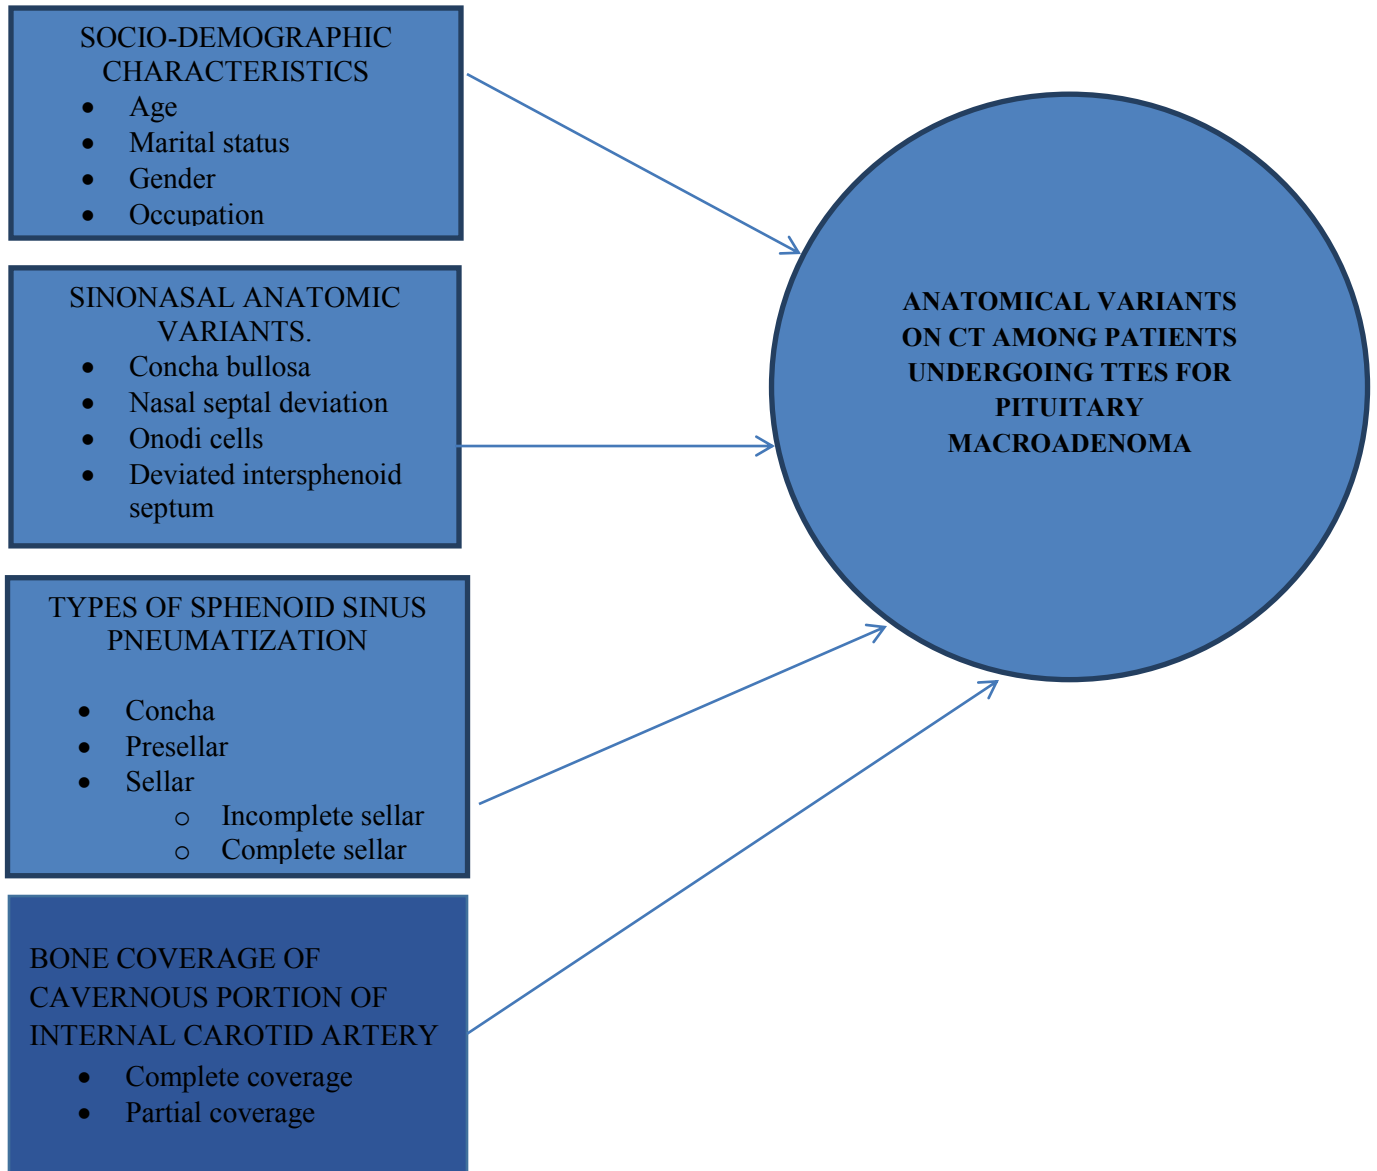 SOCIO-DEMOGRAPHIC
CHARACTERISTICS
• Age
• Marital status
• Gender
• Occupation
SINONASAL ANATOMIC
VARIANTS.
• Concha bullosa
• Nasal septal deviation
• Onodi cells
• Deviated intersphenoid
septum
TYPES OF SPHENOID SINUS
PNEUMATIZATION
• Concha
• Presellar
• Sellar
o Incomplete sellar
o Complete sellar
BONE COVERAGE OF
CAVERNOUS PORTION OF
INTERNAL CAROTID ARTERY
• Complete coverage
• Partial coverage
ANATOMICAL VARIANTS
ON CT AMONG PATIENTS
UNDERGOING TTES FOR
PITUITARY
MACROADENOMA